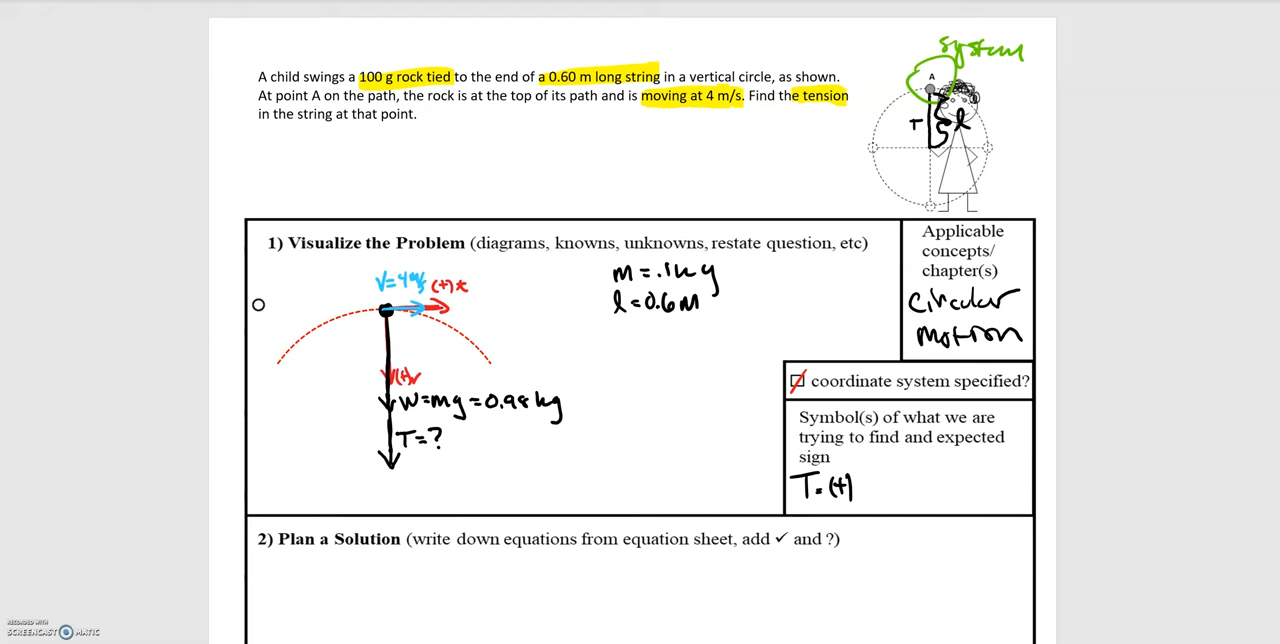 system
A child swings a 100 g rock tied to the end of a 0.60 m long string in a vertical circle, as shown.
At point A on the path, the rock is at the top of its path and is moving at 4 m/s. Find the tension
in the string at that point.
A
T
l
1) Visualize the Problem (diagrams, knowns, unknowns, restate question, etc)
Applicable
concepts/
chapter(s)
circular
motion
m = .1kg
l = 0.6m
V=4m/s (+)t
(+)r
W=mg=0.98kg
T=?
coordinate system specified?
Symbol(s) of what we are
trying to find and expected
sign
T= (+)
2) Plan a Solution (write down equations from equation sheet, add ✓ and ?)
RECORDED WITH
SCREENCAST MATIC